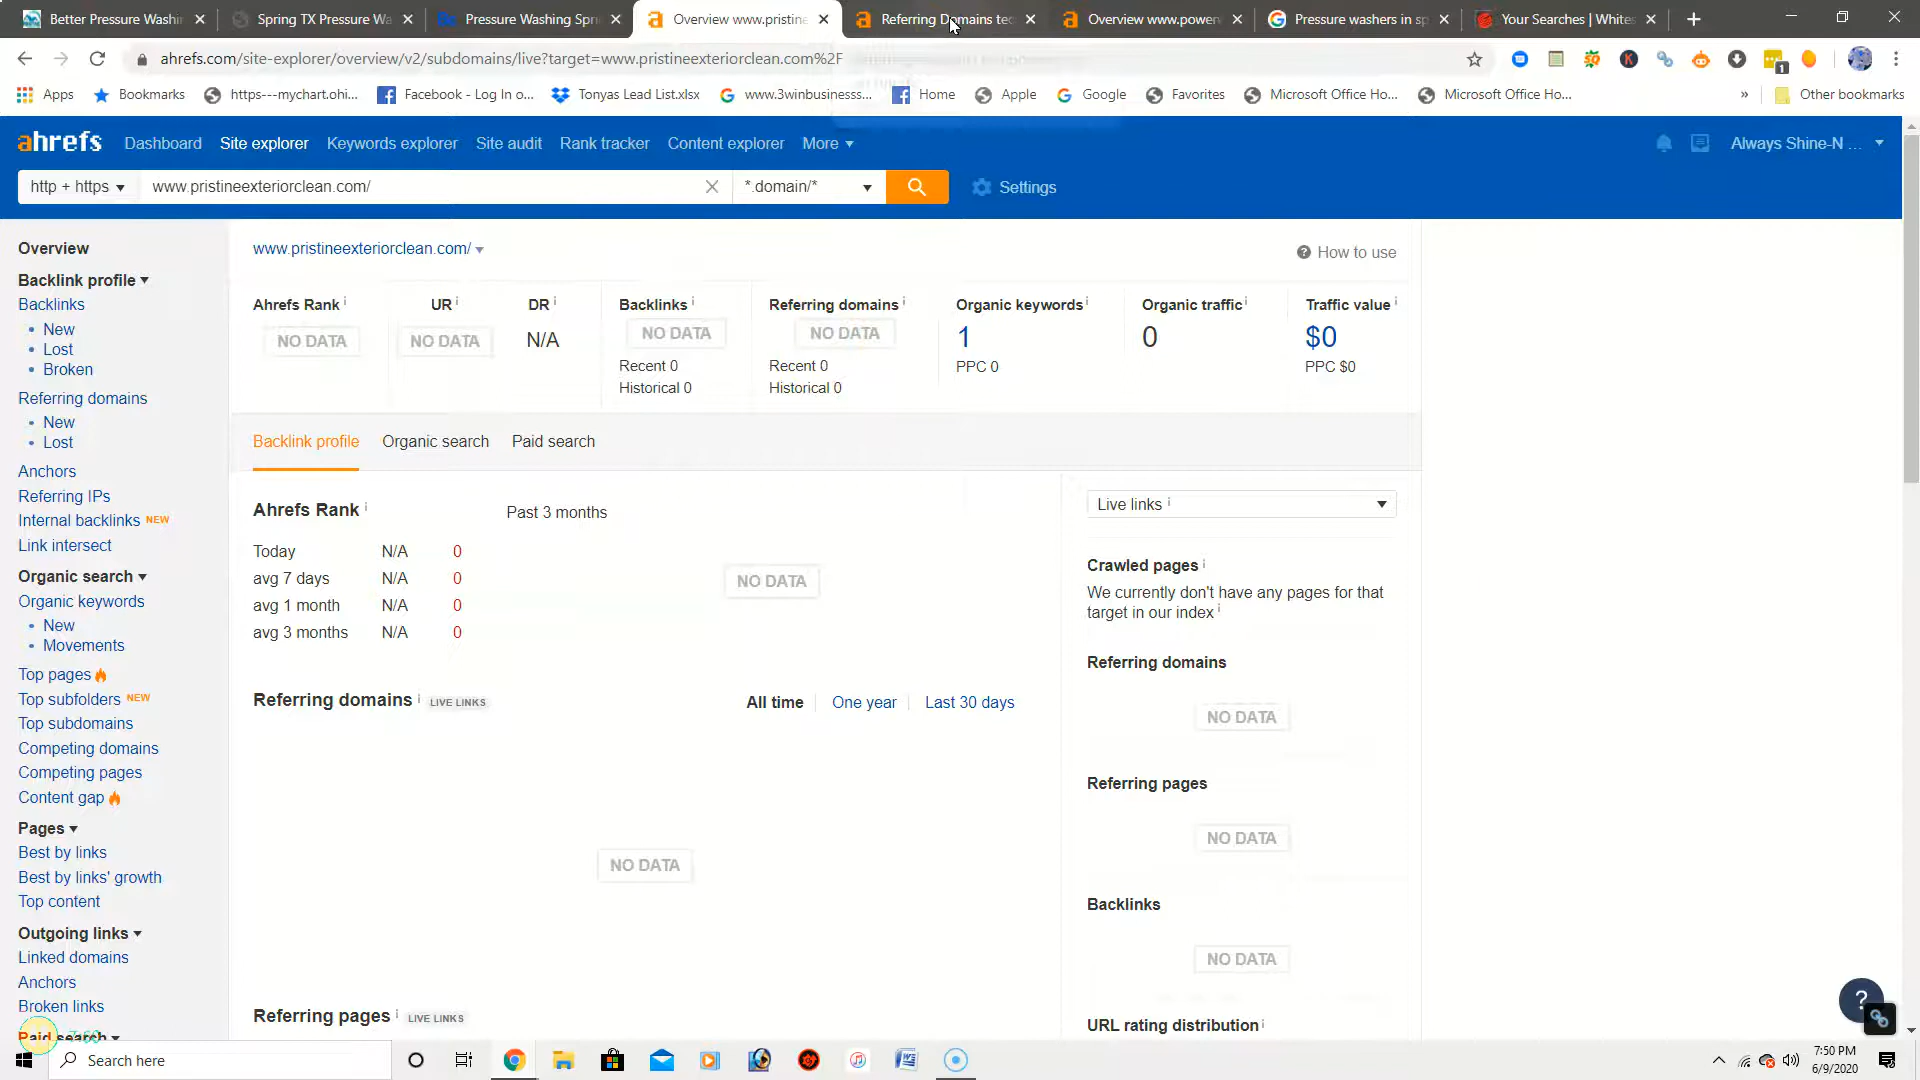 Better Pressure Washi
Spring TX Pressure Wa
Pressure Washing Spri
Overview www.pristine
Referring Domains tec
Overview www.power
Pressure washers in sp
Your Searches | Whites
ahrefs.com/site-explorer/overview/v2/subdomains/live?target=www.pristineexteriorclean.com%2F
Apps
Bookmarks
https---mychart.ohi...
Facebook - Log In o...
Tonyas Lead List.xlsx
www.3winbusinesss...
Home
Apple
Google
Favorites
Microsoft Office Ho...
Microsoft Office Ho...
»
Other bookmarks
ahrefs
Dashboard
Site explorer
Keywords explorer
Site audit
Rank tracker
Content explorer
More
Always Shine-N ...
http + https
www.pristineexteriorclean.com/
*.domain/*
Settings
Overview
Backlink profile
Backlinks
• New
• Lost
• Broken
Referring domains
• New
• Lost
Anchors
Referring IPs
Internal backlinks NEW
Link intersect
Organic search
Organic keywords
• New
• Movements
Top pages
Top subfolders NEW
Top subdomains
Competing domains
Competing pages
Content gap
Pages
Best by links
Best by links' growth
Top content
Outgoing links
Linked domains
Anchors
Broken links
Paid search
www.pristineexteriorclean.com/
How to use
Ahrefs Rank i
NO DATA
UR i
NO DATA
DR i
N/A
Backlinks i
NO DATA
Recent 0
Historical 0
Referring domains i
NO DATA
Recent 0
Historical 0
Organic keywords i
1
PPC 0
Organic traffic i
0
Traffic value i
$0
PPC $0
Backlink profile
Organic search
Paid search
Ahrefs Rank i
Past 3 months
Today N/A 0
avg 7 days N/A 0
avg 1 month N/A 0
avg 3 months N/A 0
NO DATA
Referring domains i LIVE LINKS
All time
One year
Last 30 days
NO DATA
Referring pages i LIVE LINKS
Live links i
Crawled pages i
We currently don't have any pages for that
target in our index i
Referring domains
NO DATA
Referring pages
NO DATA
Backlinks
NO DATA
URL rating distribution i
?
Search here
7:50 PM
6/9/2020